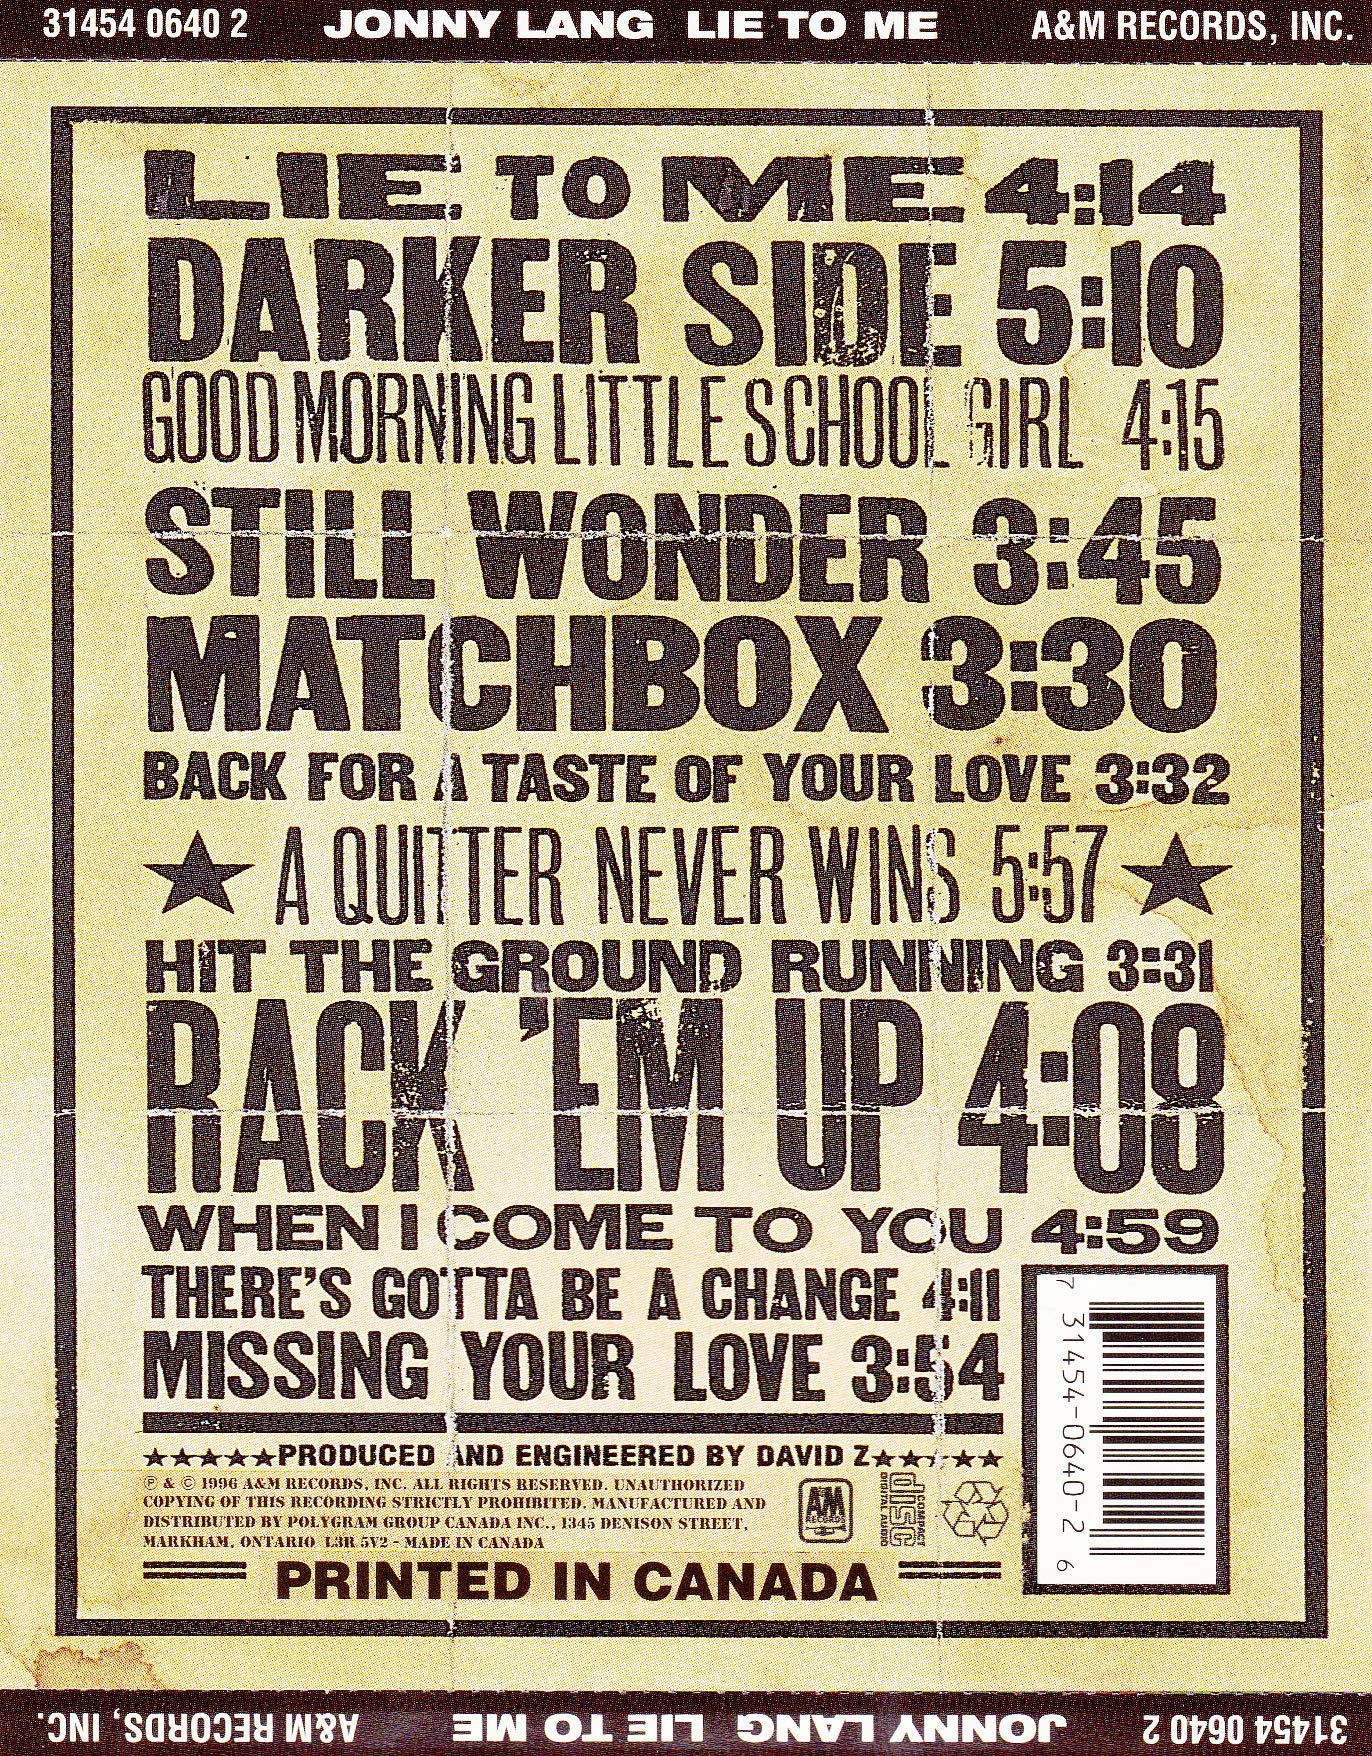 31454 0640 2 JONNY LANG LIE TO ME A&M RECORDS, INC.
LIE TO ME 4:14
DARKER SIDE 5:10
GOOD MORNING LITTLE SCHOOL GIRL 4:15
STILL WONDER 3:45
MATCHBOX 3:30
BACK FOR A TASTE OF YOUR LOVE 3:32
★ A QUITTER NEVER WINS 5:57 ★
HIT THE GROUND RUNNING 3:31
RACK 'EM UP 4:08
WHEN I COME TO YOU 4:59
THERE'S GOTTA BE A CHANGE 4:11
MISSING YOUR LOVE 3:54
★★★★★PRODUCED AND ENGINEERED BY DAVID Z★★★★★
℗ & © 1996 A&M RECORDS, INC. ALL RIGHTS RESERVED. UNAUTHORIZED
COPYING OF THIS RECORDING STRICTLY PROHIBITED. MANUFACTURED AND
DISTRIBUTED BY POLYGRAM GROUP CANADA INC., 1345 DENISON STREET,
MARKHAM, ONTARIO L3R 5V2 - MADE IN CANADA
AM
RECORDS
COMPACT
disc
DIGITAL AUDIO
PRINTED IN CANADA
7 31454-0640-2 6
31454 0640 2 JONNY LANG LIE TO ME A&M RECORDS, INC.